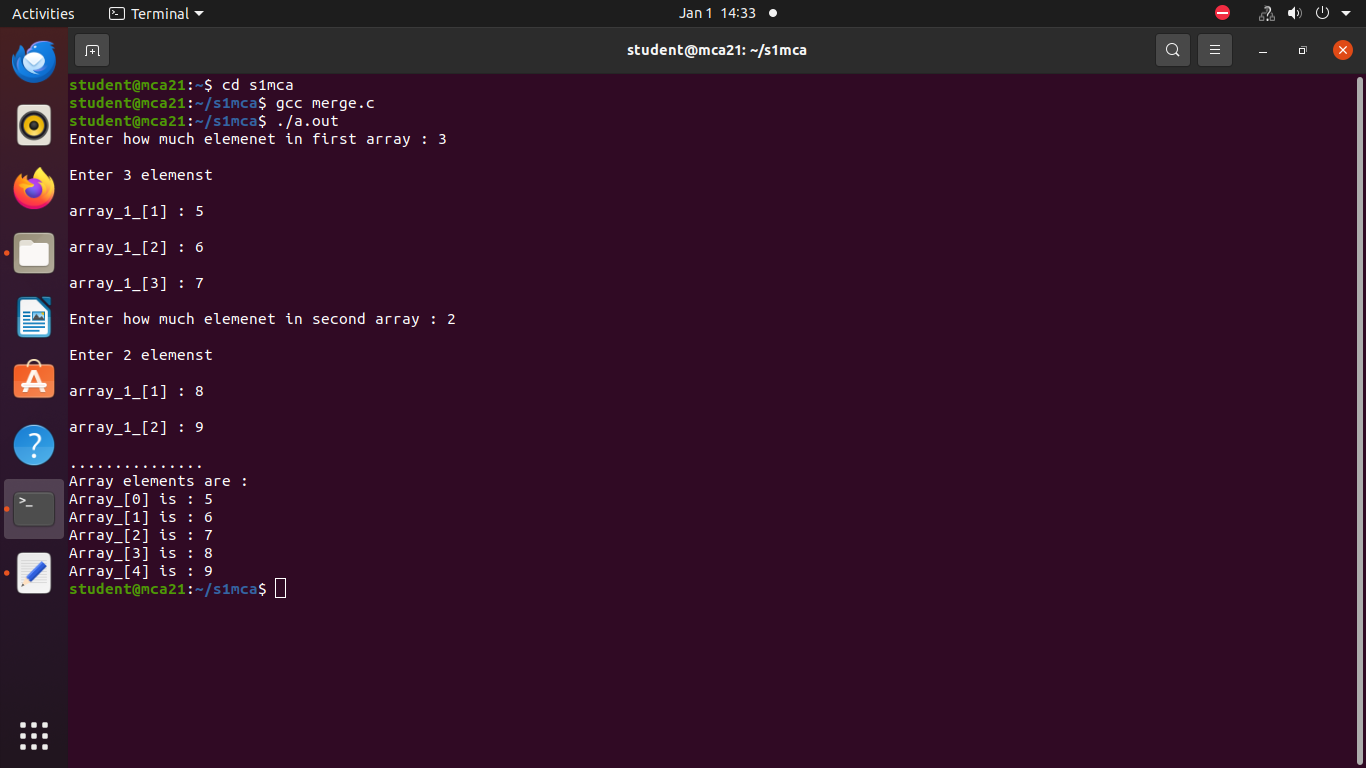 Activities
Terminal
Jan 1 14:33
student@mca21: ~/s1mca
student@mca21:~$ cd s1mca
student@mca21:~/s1mca$ gcc merge.c
student@mca21:~/s1mca$ ./a.out
Enter how much elemenet in first array : 3
Enter 3 elemenst
array_1_[1] : 5
array_1_[2] : 6
array_1_[3] : 7
Enter how much elemenet in second array : 2
Enter 2 elemenst
array_1_[1] : 8
array_1_[2] : 9
...............
Array elements are :
Array_[0] is : 5
Array_[1] is : 6
Array_[2] is : 7
Array_[3] is : 8
Array_[4] is : 9
student@mca21:~/s1mca$